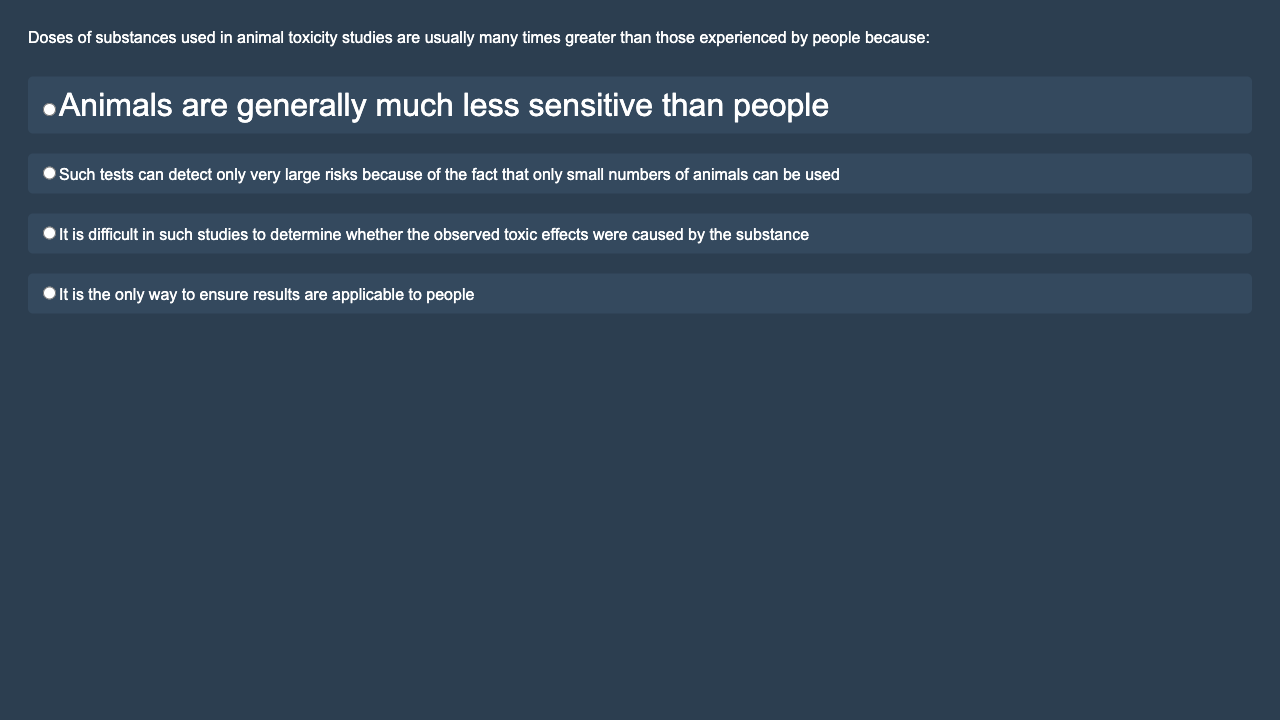 Doses of substances used in animal toxicity studies are usually many times greater than those experienced by people because:
Animals are generally much less sensitive than people
Such tests can detect only very large risks because of the fact that only small numbers of animals can be used
It is difficult in such studies to determine whether the observed toxic effects were caused by the substance
It is the only way to ensure results are applicable to people